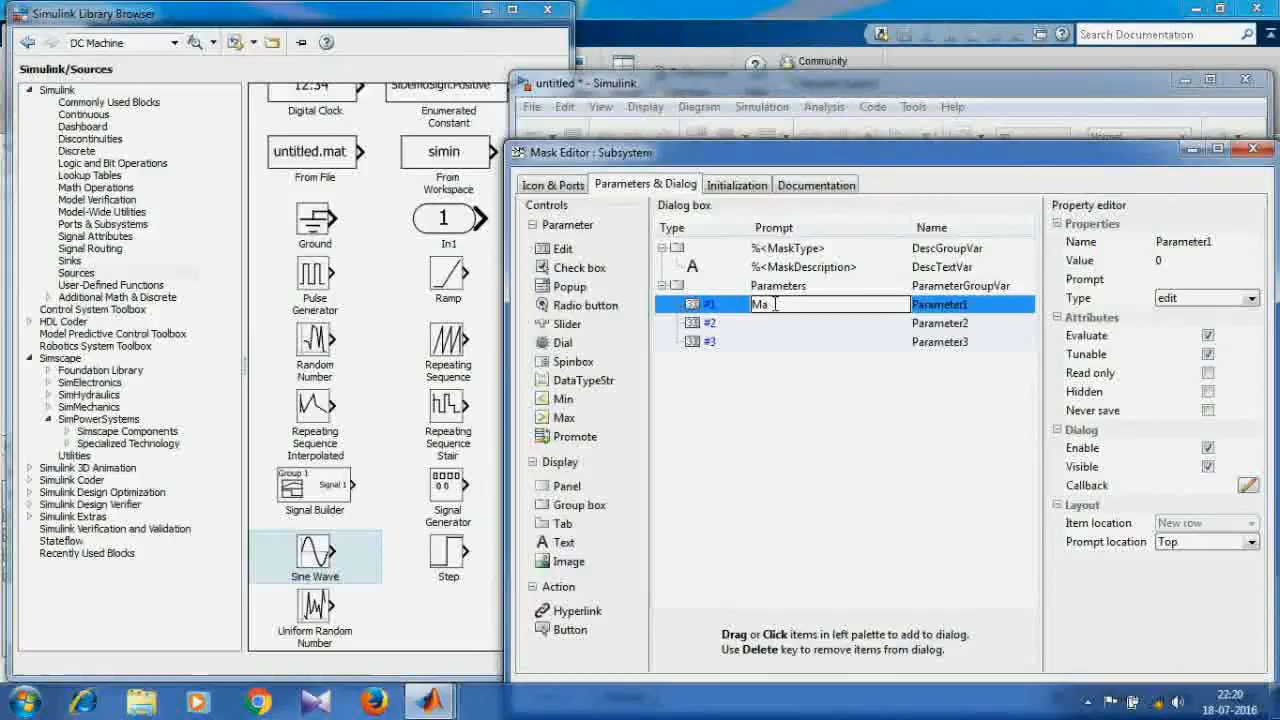 Simulink Library Browser
DC Machine
Simulink/Sources
Simulink
Commonly Used Blocks
Continuous
Dashboard
Discontinuities
Discrete
Logic and Bit Operations
Lookup Tables
Math Operations
Model Verification
Model-Wide Utilities
Ports & Subsystems
Signal Attributes
Signal Routing
Sinks
Sources
User-Defined Functions
Additional Math & Discrete
Control System Toolbox
HDL Coder
Model Predictive Control Toolbox
Robotics System Toolbox
Simscape
Foundation Library
SimElectronics
SimHydraulics
SimMechanics
SimPowerSystems
Simscape Components
Specialized Technology
Utilities
Simulink 3D Animation
Simulink Coder
Simulink Design Optimization
Simulink Design Verifier
Simulink Extras
Simulink Verification and Validation
Stateflow
Recently Used Blocks
12:34
Digital Clock
SlDemoSign.Positive
Enumerated
Constant
untitled.mat
From File
simin
From
Workspace
Ground
1
In1
Pulse
Generator
Ramp
Random
Number
Repeating
Sequence
Repeating
Sequence
Interpolated
Repeating
Sequence
Stair
Group 1
Signal 1
Signal Builder
Signal
Generator
Sine Wave
Step
Uniform Random
Number
Search Documentation
Community
untitled * - Simulink
File Edit View Display Diagram Simulation Analysis Code Tools Help
Normal
Mask Editor : Subsystem
Icon & Ports Parameters & Dialog Initialization Documentation
Controls
Parameter
Edit
Check box
Popup
Radio button
Slider
Dial
Spinbox
DataTypeStr
Min
Max
Promote
Display
Panel
Group box
Tab
Text
Image
Action
Hyperlink
Button
Dialog box
Type Prompt Name
%<MaskType> DescGroupVar
A %<MaskDescription> DescTextVar
Parameters ParameterGroupVar
#1 Ma Parameter1
#2 Parameter2
#3 Parameter3
Drag or Click items in left palette to add to dialog.
Use Delete key to remove items from dialog.
Property editor
Properties
Name Parameter1
Value 0
Prompt
Type edit
Attributes
Evaluate
Tunable
Read only
Hidden
Never save
Dialog
Enable
Visible
Callback
Layout
Item location New row
Prompt location Top
22:20
18-07-2016